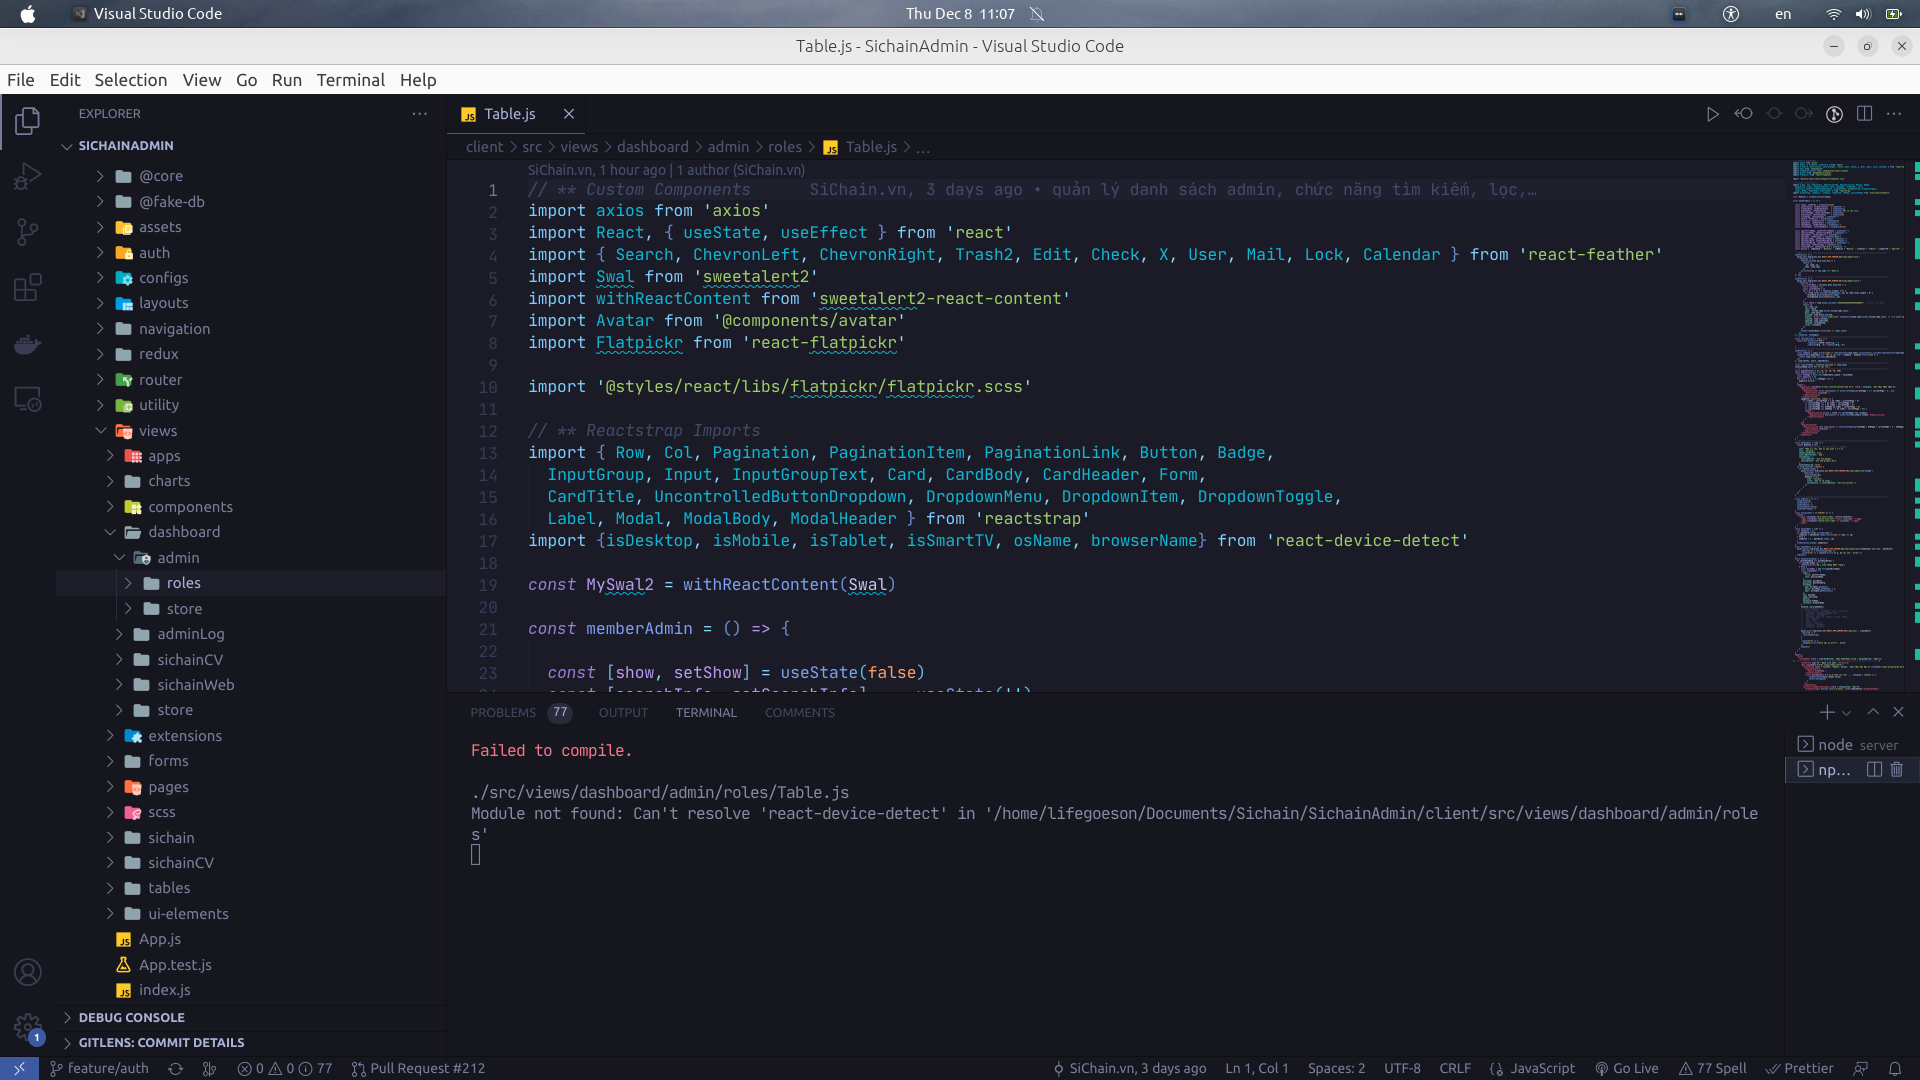 Visual Studio Code
Thu Dec 8 11:07
en
Table.js - SichainAdmin - Visual Studio Code
File Edit Selection View Go Run Terminal Help
EXPLORER
SICHAINADMIN
@core
@fake-db
assets
auth
configs
layouts
navigation
redux
router
utility
views
apps
charts
components
dashboard
admin
roles
store
adminLog
sichainCV
sichainWeb
store
extensions
forms
pages
scss
sichain
sichainCV
tables
ui-elements
App.js
App.test.js
index.js
DEBUG CONSOLE
GITLENS: COMMIT DETAILS
Table.js
client > src > views > dashboard > admin > roles > Table.js > ...
SiChain.vn, 1 hour ago | 1 author (SiChain.vn)
1 // ** Custom Components SiChain.vn, 3 days ago • quản lý danh sách admin, chức năng tìm kiếm, lọc,…
2 import axios from 'axios'
3 import React, { useState, useEffect } from 'react'
4 import { Search, ChevronLeft, ChevronRight, Trash2, Edit, Check, X, User, Mail, Lock, Calendar } from 'react-feather'
5 import Swal from 'sweetalert2'
6 import withReactContent from 'sweetalert2-react-content'
7 import Avatar from '@components/avatar'
8 import Flatpickr from 'react-flatpickr'
9
10 import '@styles/react/libs/flatpickr/flatpickr.scss'
11
12 // ** Reactstrap Imports
13 import { Row, Col, Pagination, PaginationItem, PaginationLink, Button, Badge,
14 InputGroup, Input, InputGroupText, Card, CardBody, CardHeader, Form,
15 CardTitle, UncontrolledButtonDropdown, DropdownMenu, DropdownItem, DropdownToggle,
16 Label, Modal, ModalBody, ModalHeader } from 'reactstrap'
17 import {isDesktop, isMobile, isTablet, isSmartTV, osName, browserName} from 'react-device-detect'
18
19 const MySwal2 = withReactContent(Swal)
20
21 const memberAdmin = () => {
22
23 const [show, setShow] = useState(false)
PROBLEMS 77 OUTPUT TERMINAL COMMENTS
Failed to compile.
./src/views/dashboard/admin/roles/Table.js
Module not found: Can't resolve 'react-device-detect' in '/home/lifegoeson/Documents/Sichain/SichainAdmin/client/src/views/dashboard/admin/role
s'
node server
np...
1
feature/auth 0 0 77 Pull Request #212 SiChain.vn, 3 days ago Ln 1, Col 1 Spaces: 2 UTF-8 CRLF {} JavaScript Go Live 77 Spell Prettier